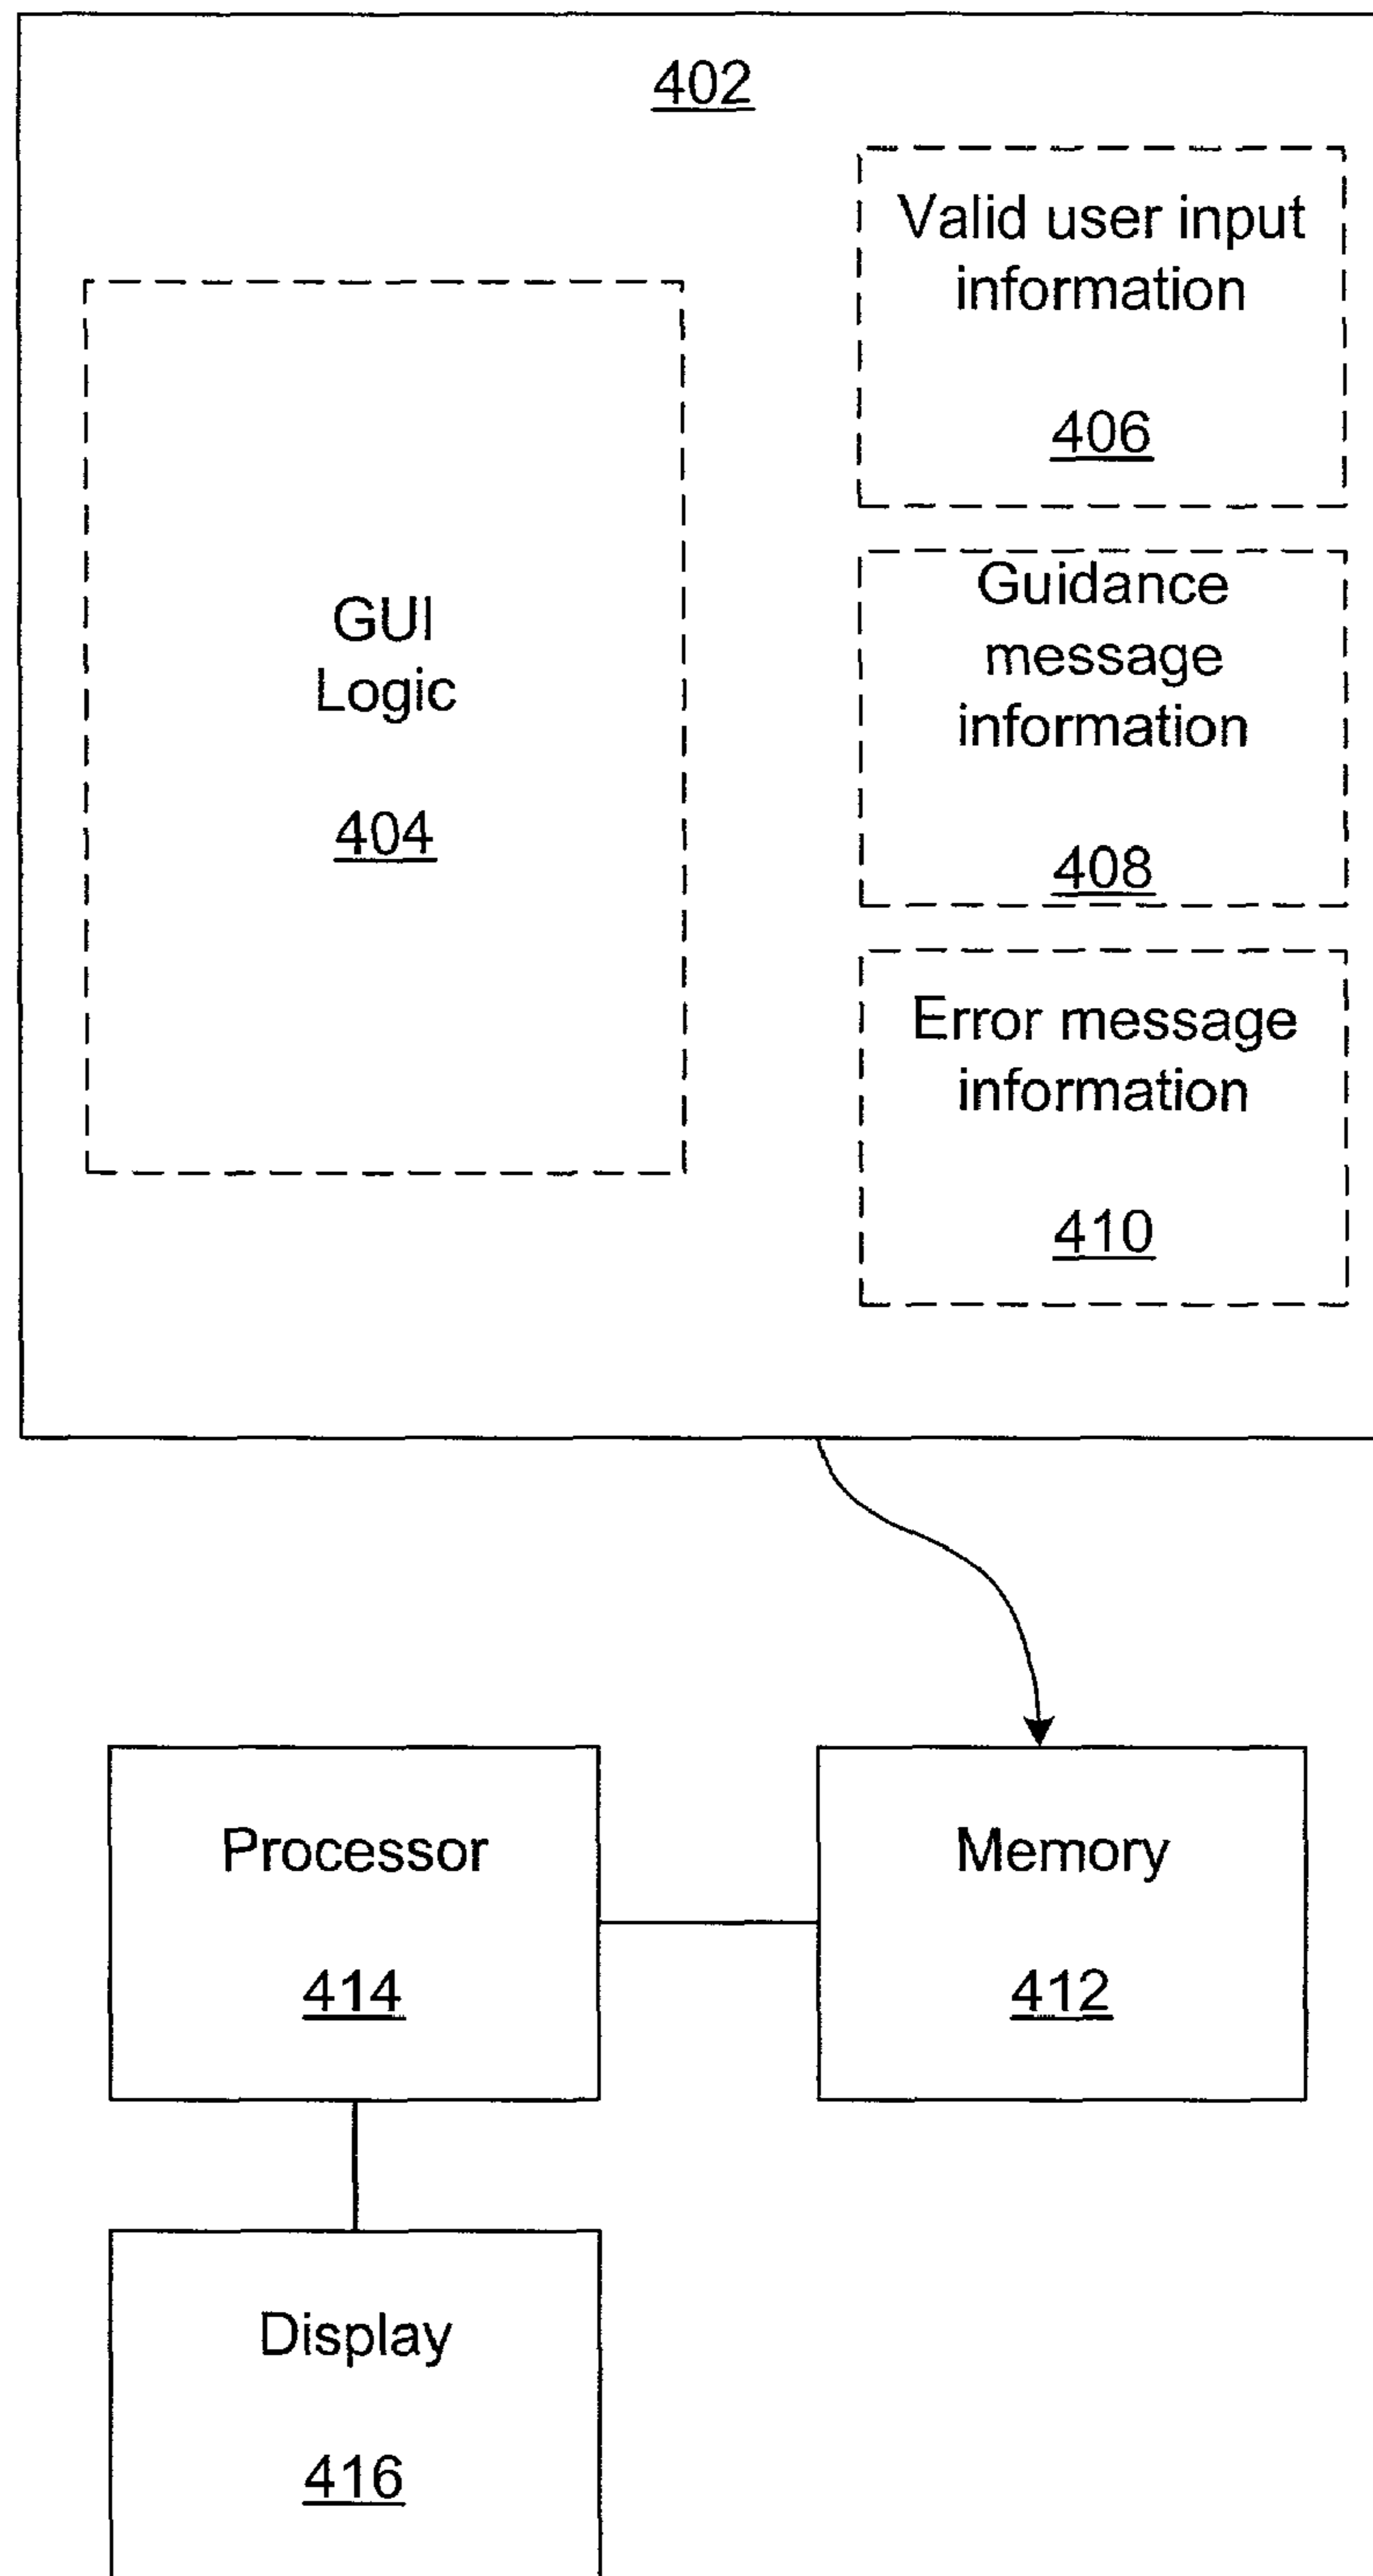 402
Valid user input
information
406
GUI
Logic
404
Guidance
message
information
408
Error message
information
410
Processor
414
Memory
412
Display
416